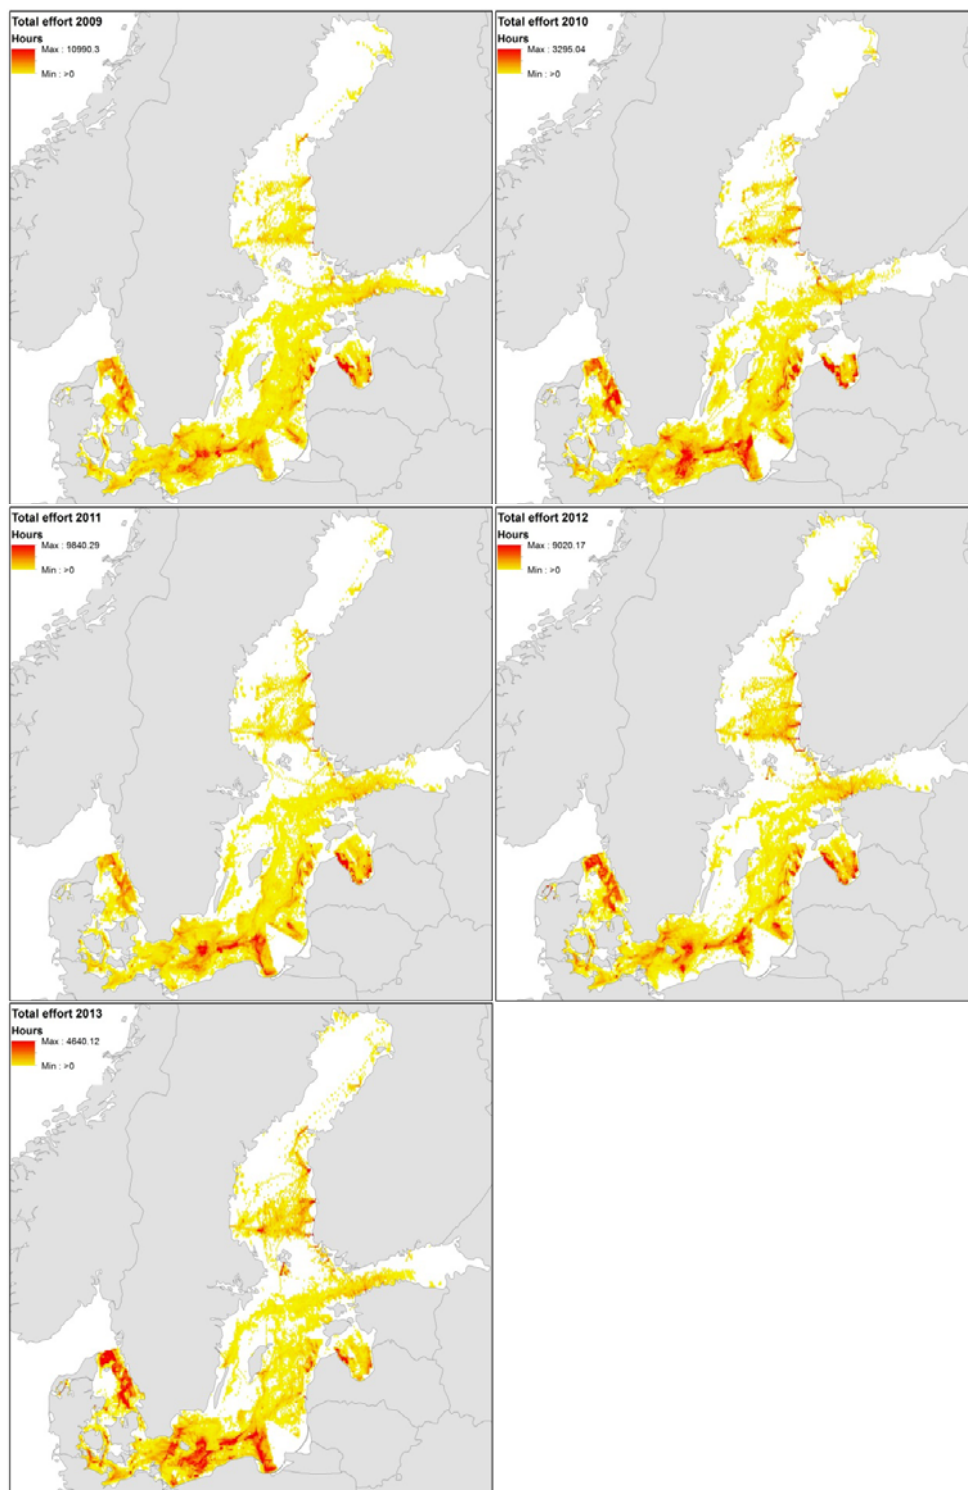 Total effort 2009
Hours
Max : 10990.3
Min : >0
Total effort 2010
Hours
Max : 3295.04
Min : >0
Total effort 2011
Hours
Max : 9840.29
Min : >0
Total effort 2012
Hours
Max : 9020.17
Min : >0
Total effort 2013
Hours
Max : 4640.12
Min : >0